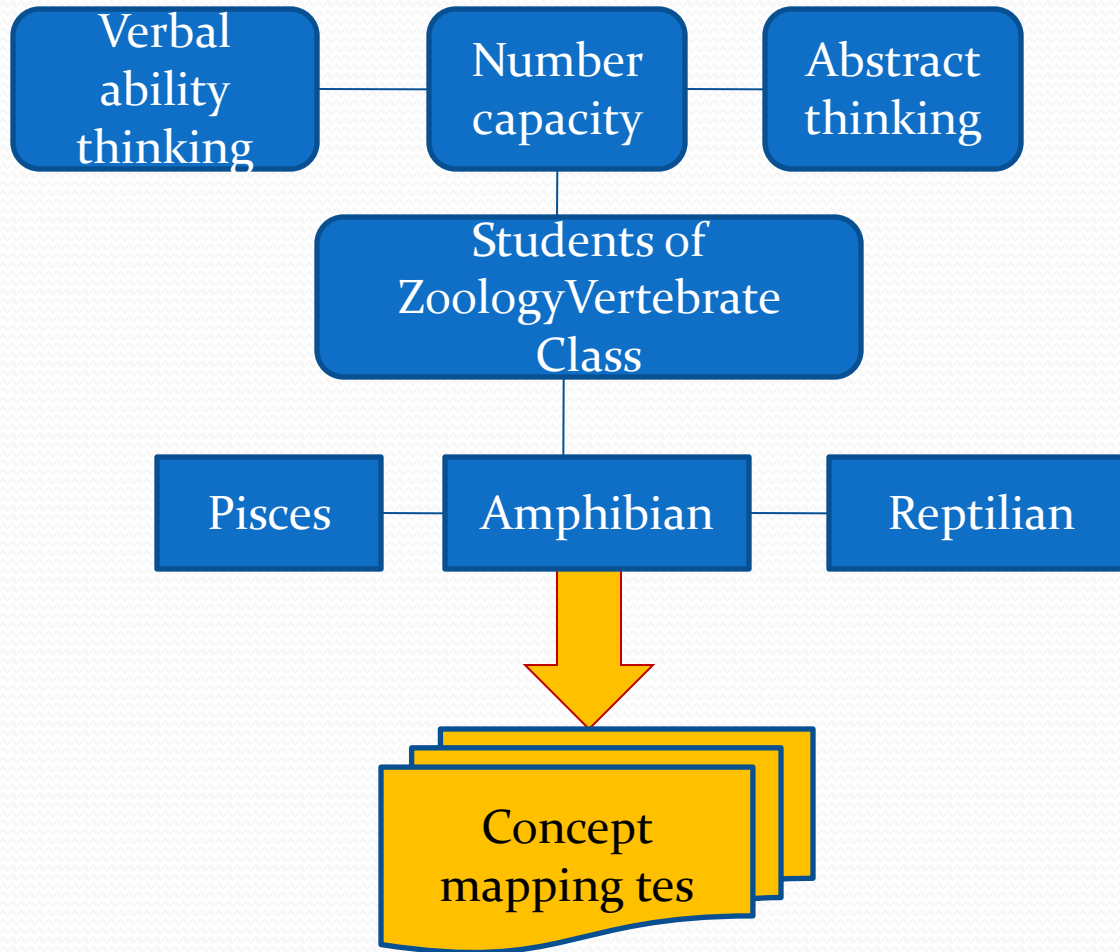 Verbal
ability
thinking
Number
capacity
Abstract
thinking
Students of
ZoologyVertebrate
Class
Pisces
Amphibian
Reptilian
Concept
mapping tes